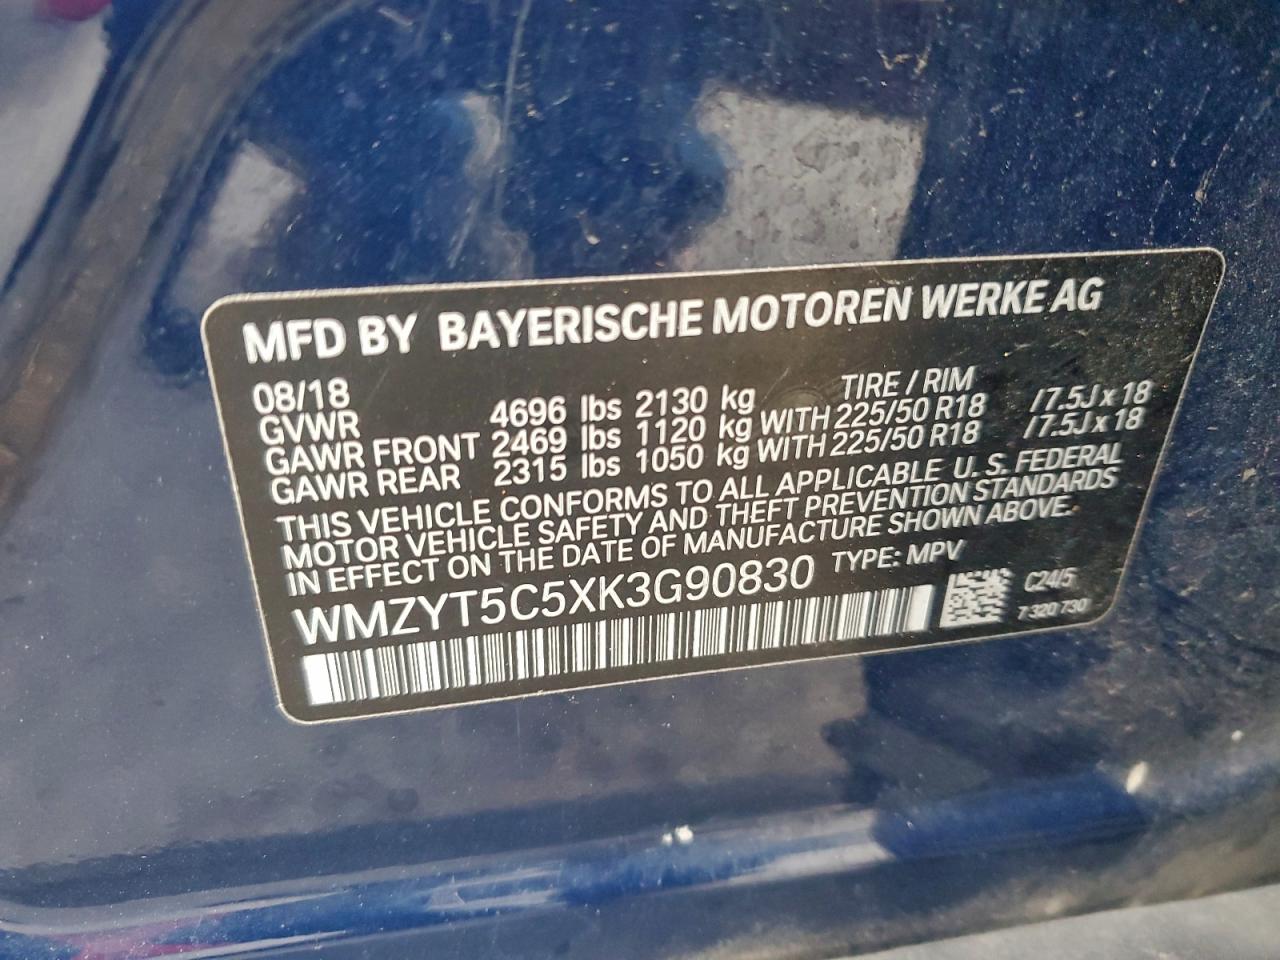 MFD BY BAYERISCHE MOTOREN WERKE AG
08/18 TIRE / RIM
GVWR 4696 lbs 2130 kg
GAWR FRONT 2469 lbs 1120 kg WITH 225/50 R18 /7.5J x 18
GAWR REAR 2315 lbs 1050 kg WITH 225/50 R18 /7.5J x 18
THIS VEHICLE CONFORMS TO ALL APPLICABLE U. S. FEDERAL
MOTOR VEHICLE SAFETY AND THEFT PREVENTION STANDARDS
IN EFFECT ON THE DATE OF MANUFACTURE SHOWN ABOVE.
WMZYT5C5XK3G90830 TYPE: MPV
C24/5
7 320 730